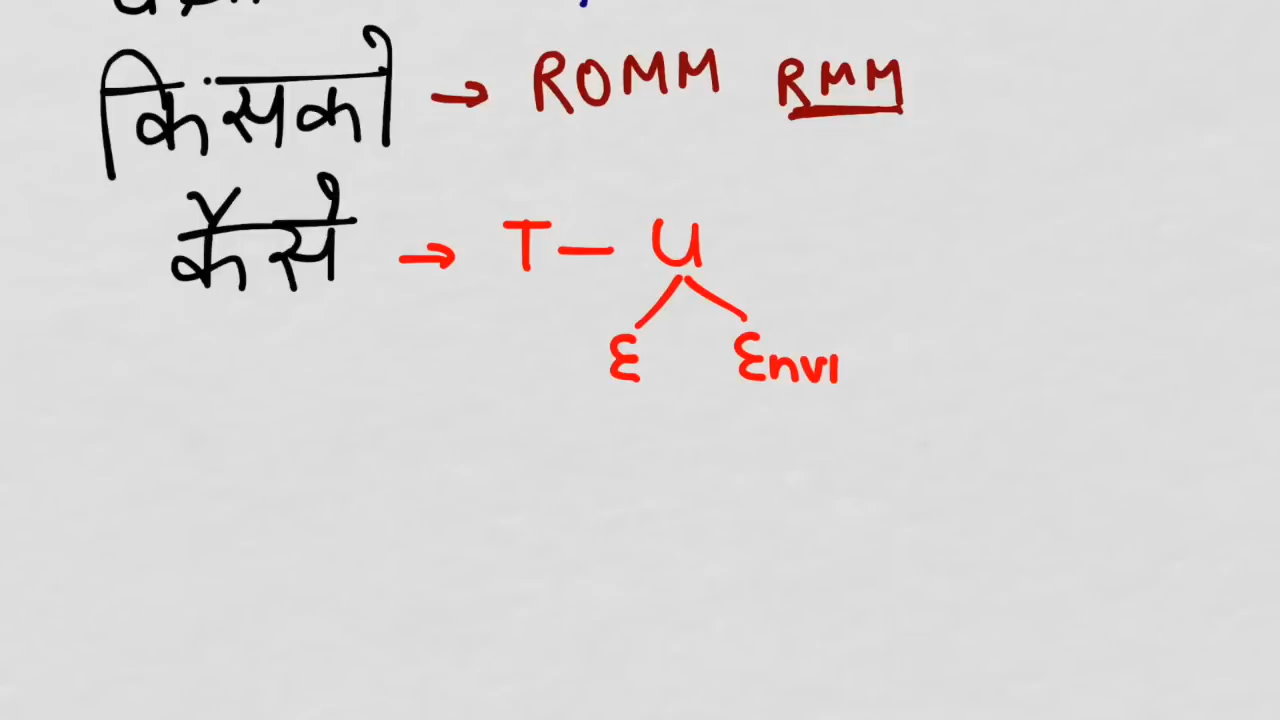 किसको → ROMM RMM
कैसे → T — U
E Envi